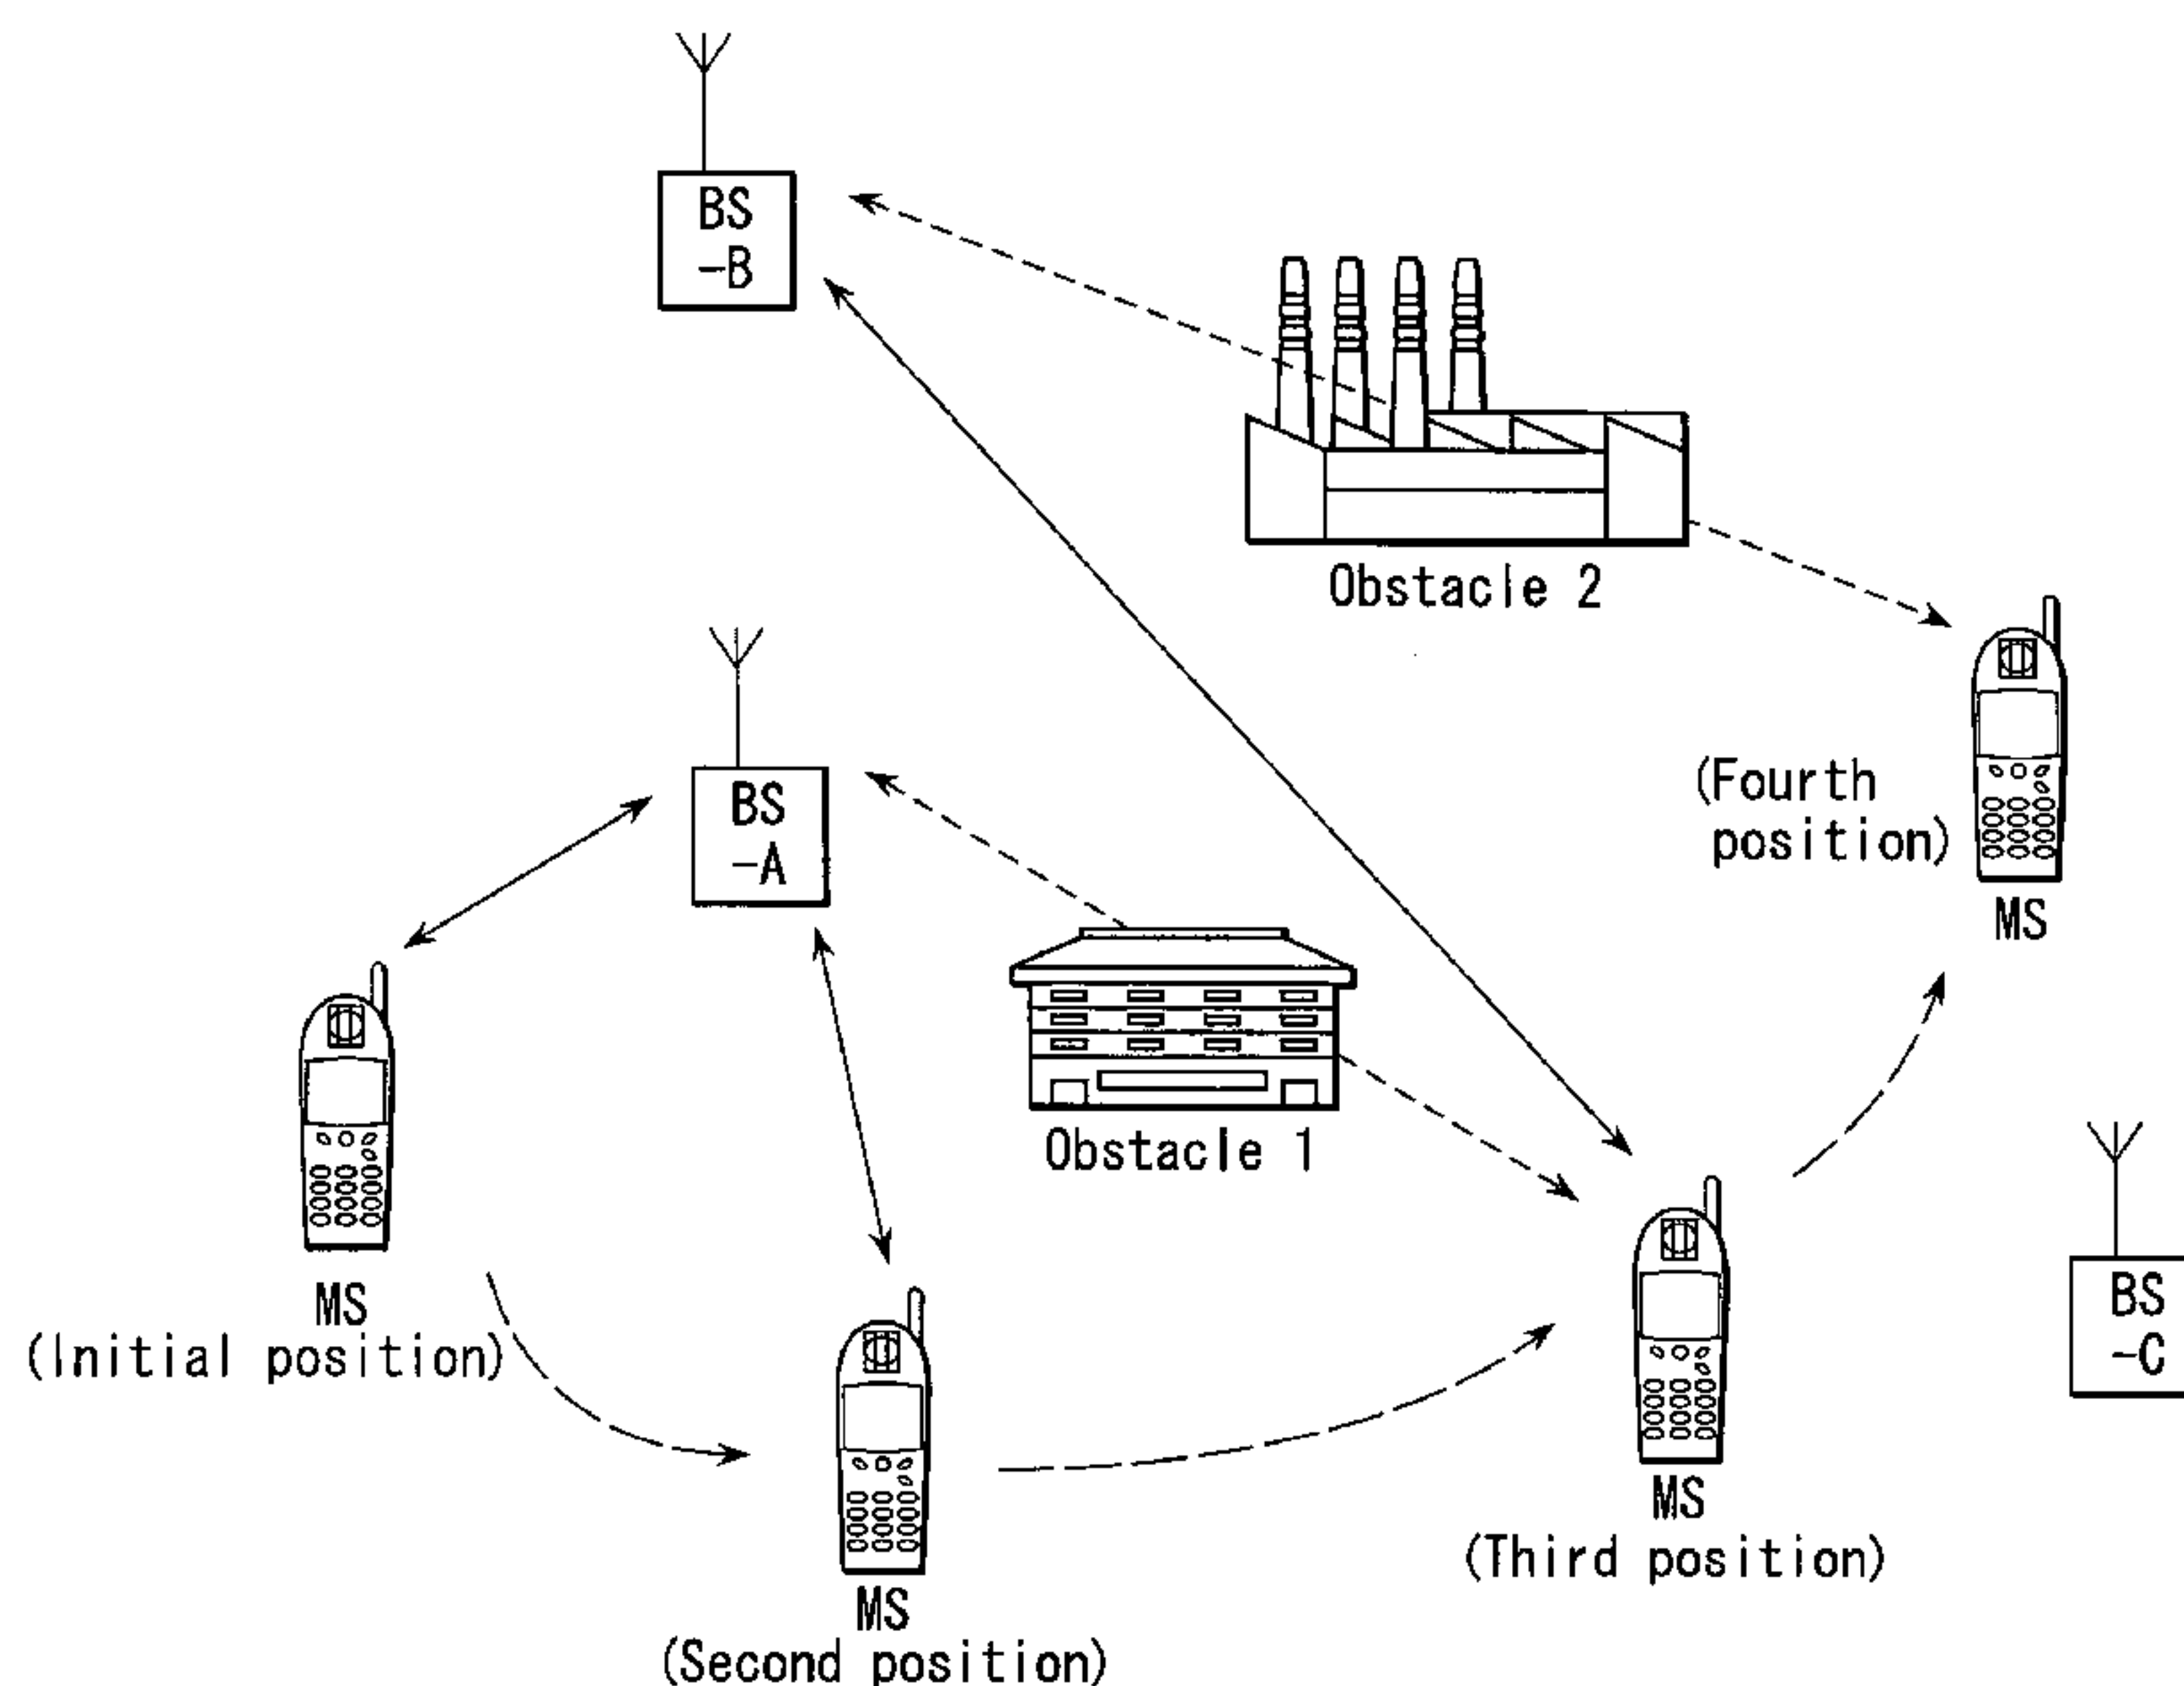 BS
-B
Obstacle 2
BS
-A
(Fourth
position)
MS
Obstacle 1
MS
(Initial position)
BS
-C
MS
(Third position)
MS
(Second position)